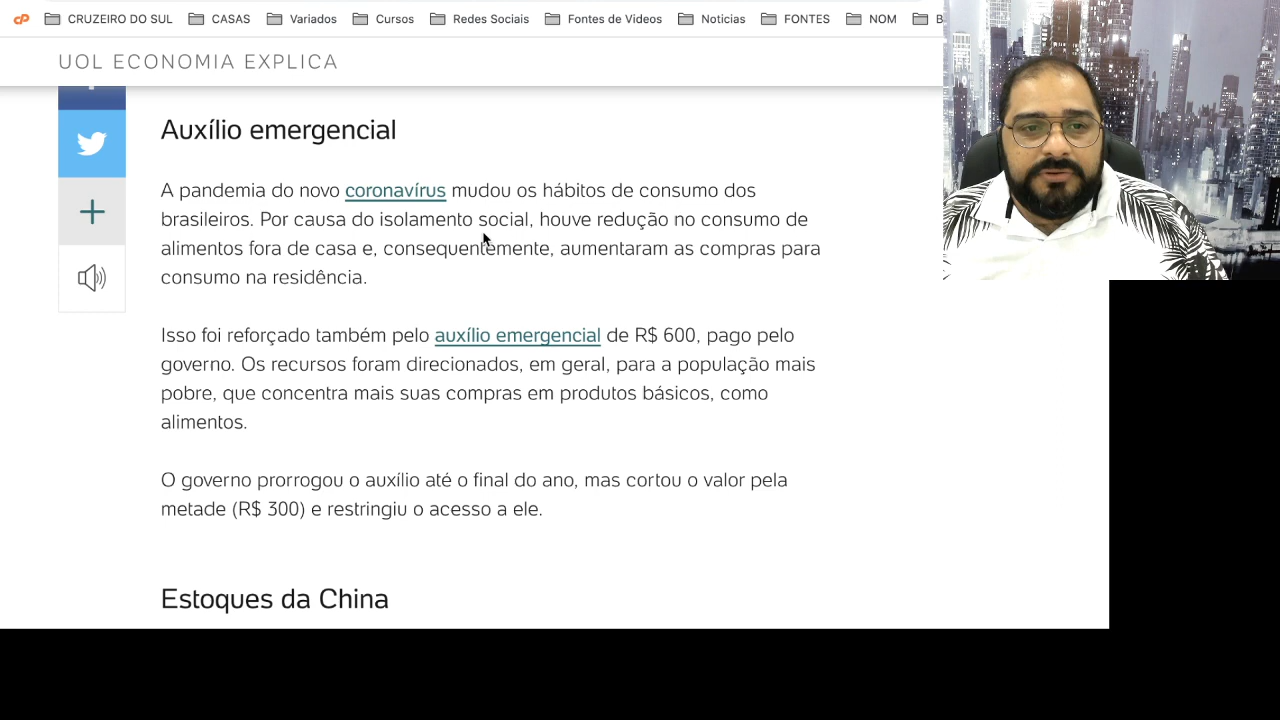 CRUZEIRO DO SUL CASAS Variados Cursos Redes Sociais Fontes de Videos Noticias FONTES NOM B
UOL ECONOMIA EXPLICA
Auxílio emergencial
A pandemia do novo coronavírus mudou os hábitos de consumo dos
brasileiros. Por causa do isolamento social, houve redução no consumo de
alimentos fora de casa e, consequentemente, aumentaram as compras para
consumo na residência.
Isso foi reforçado também pelo auxílio emergencial de R$ 600, pago pelo
governo. Os recursos foram direcionados, em geral, para a população mais
pobre, que concentra mais suas compras em produtos básicos, como
alimentos.
O governo prorrogou o auxílio até o final do ano, mas cortou o valor pela
metade (R$ 300) e restringiu o acesso a ele.
Estoques da China